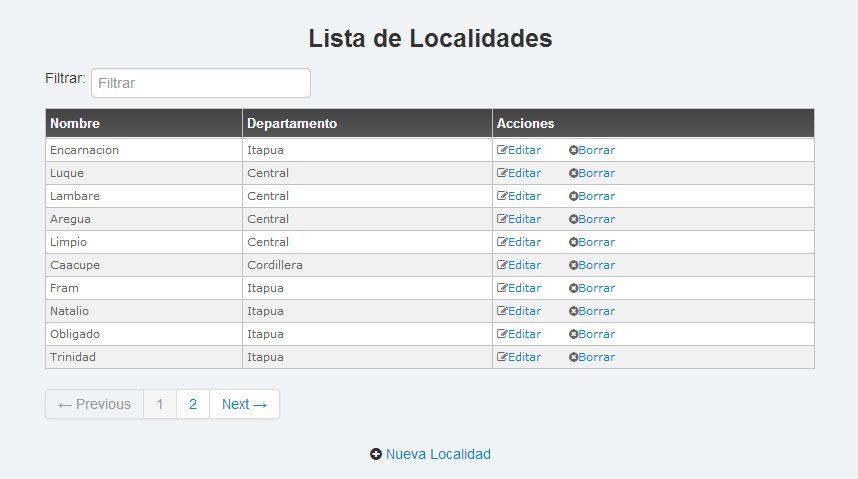 Lista de Localidades
Filtrar: Filtrar
Nombre Departamento Acciones
Encarnacion Itapua Editar Borrar
Luque Central Editar Borrar
Lambare Central Editar Borrar
Aregua Central Editar Borrar
Limpio Central Editar Borrar
Caacupe Cordillera Editar Borrar
Fram Itapua Editar Borrar
Natalio Itapua Editar Borrar
Obligado Itapua Editar Borrar
Trinidad Itapua Editar Borrar
← Previous 1 2 Next →
Nueva Localidad